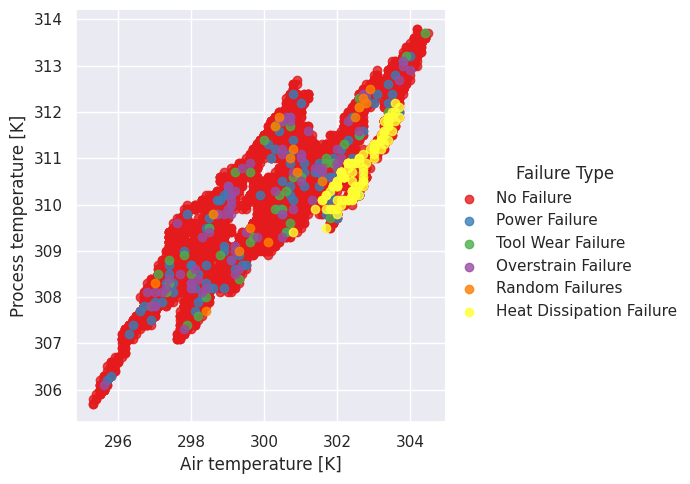 314
313
312
311
310
309
308
307
306
Process temperature [K]
296
298
300
302
304
Air temperature [K]
Failure Type
No Failure
Power Failure
Tool Wear Failure
Overstrain Failure
Random Failures
Heat Dissipation Failure